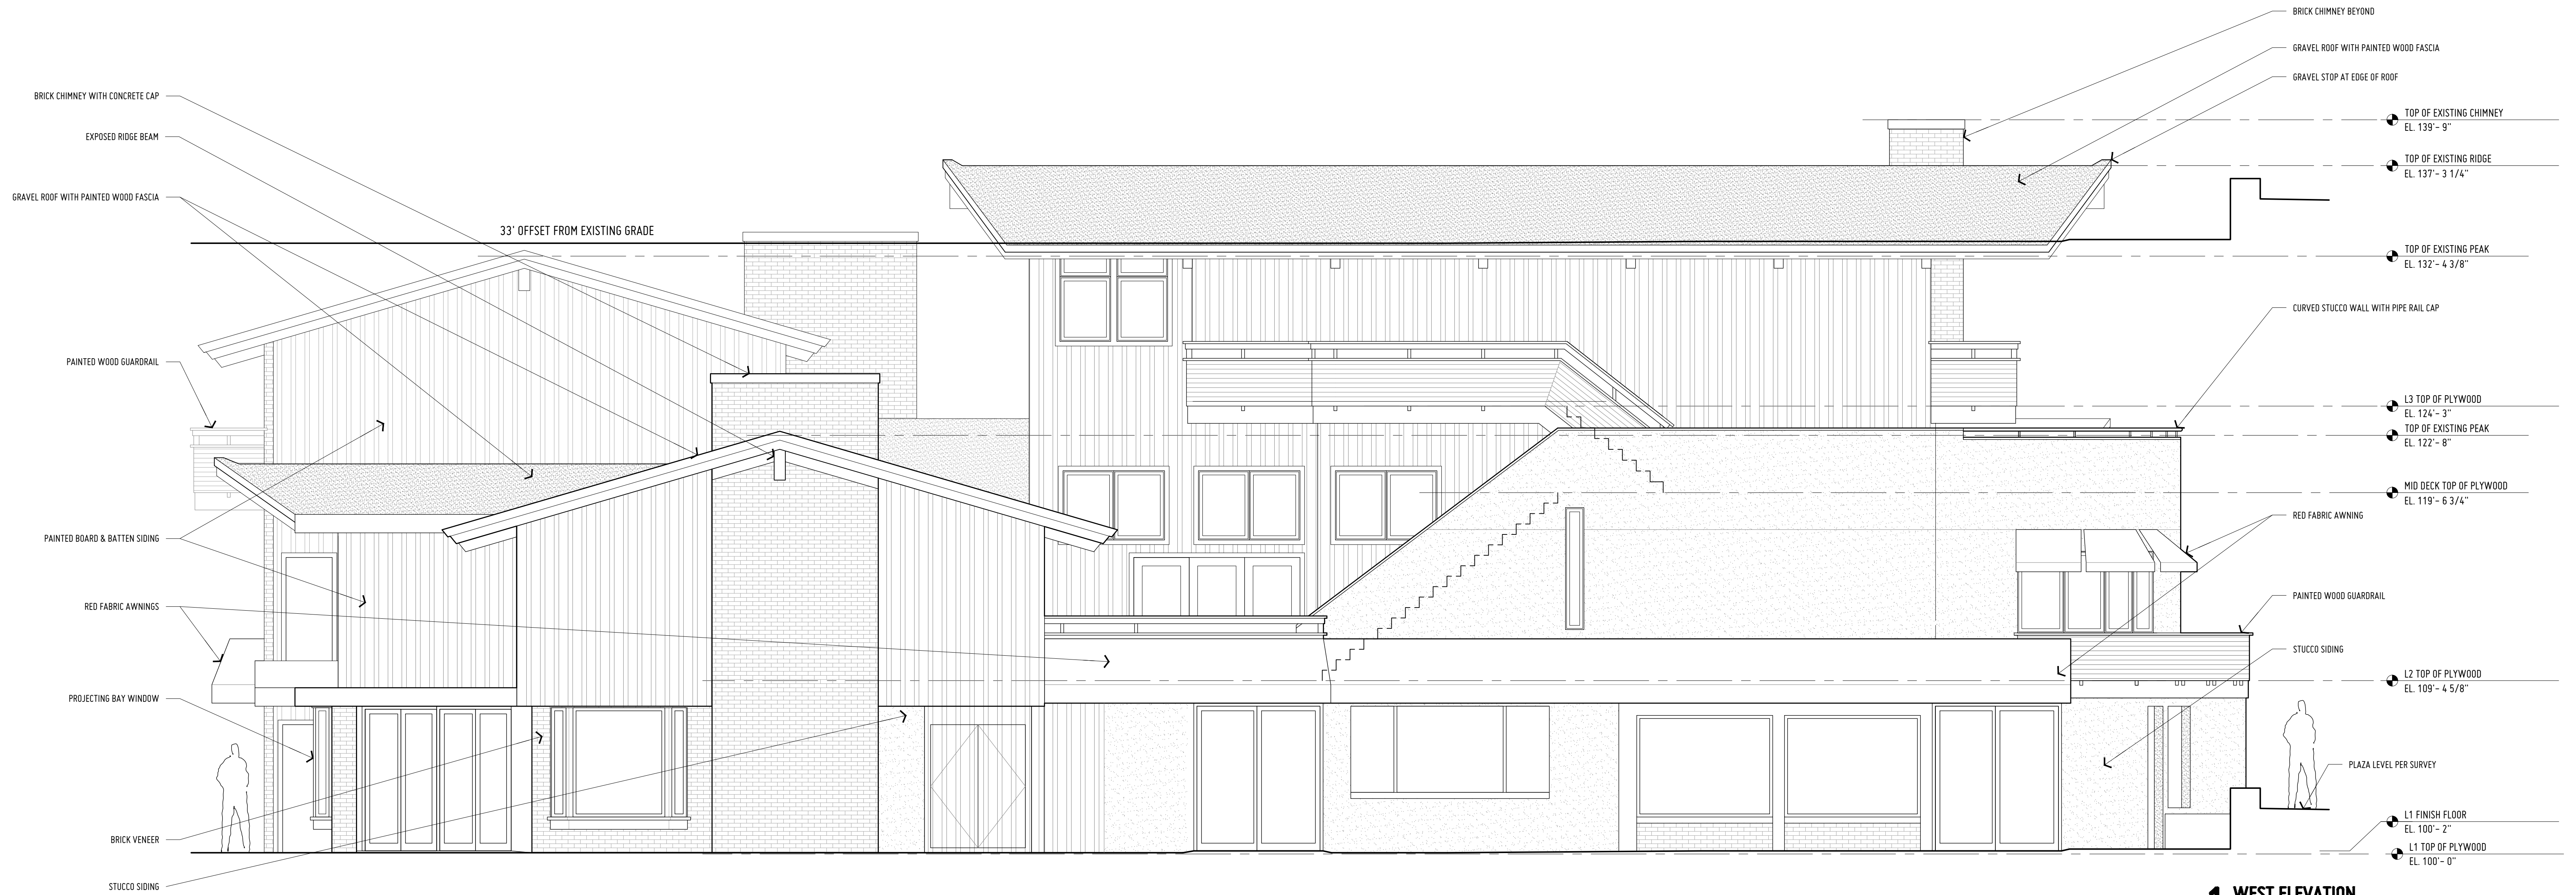 BRICK CHIMNEY WITH CONCRETE CAP
EXPOSED RIDGE BEAM
GRAVEL ROOF WITH PAINTED WOOD FASCIA
33' OFFSET FROM EXISTING GRADE
PAINTED WOOD GUARDRAIL
PAINTED BOARD & BATTEN SIDING
RED FABRIC AWNINGS
PROJECTING BAY WINDOW
BRICK VENEER
STUCCO SIDING
BRICK CHIMNEY BEYOND
GRAVEL ROOF WITH PAINTED WOOD FASCIA
GRAVEL STOP AT EDGE OF ROOF
TOP OF EXISTING CHIMNEY
EL. 139'- 9"
TOP OF EXISTING RIDGE
EL. 137'- 3 1/4"
TOP OF EXISTING PEAK
EL. 132'- 4 3/8"
CURVED STUCCO WALL WITH PIPE RAIL CAP
L3 TOP OF PLYWOOD
EL. 124'- 3"
TOP OF EXISTING PEAK
EL. 122'- 8"
MID DECK TOP OF PLYWOOD
EL. 119'- 6 3/4"
RED FABRIC AWNING
PAINTED WOOD GUARDRAIL
STUCCO SIDING
L2 TOP OF PLYWOOD
EL. 109'- 4 5/8"
PLAZA LEVEL PER SURVEY
L1 FINISH FLOOR
EL. 100'- 2"
L1 TOP OF PLYWOOD
EL. 100'- 0"
1 WEST ELEVATION